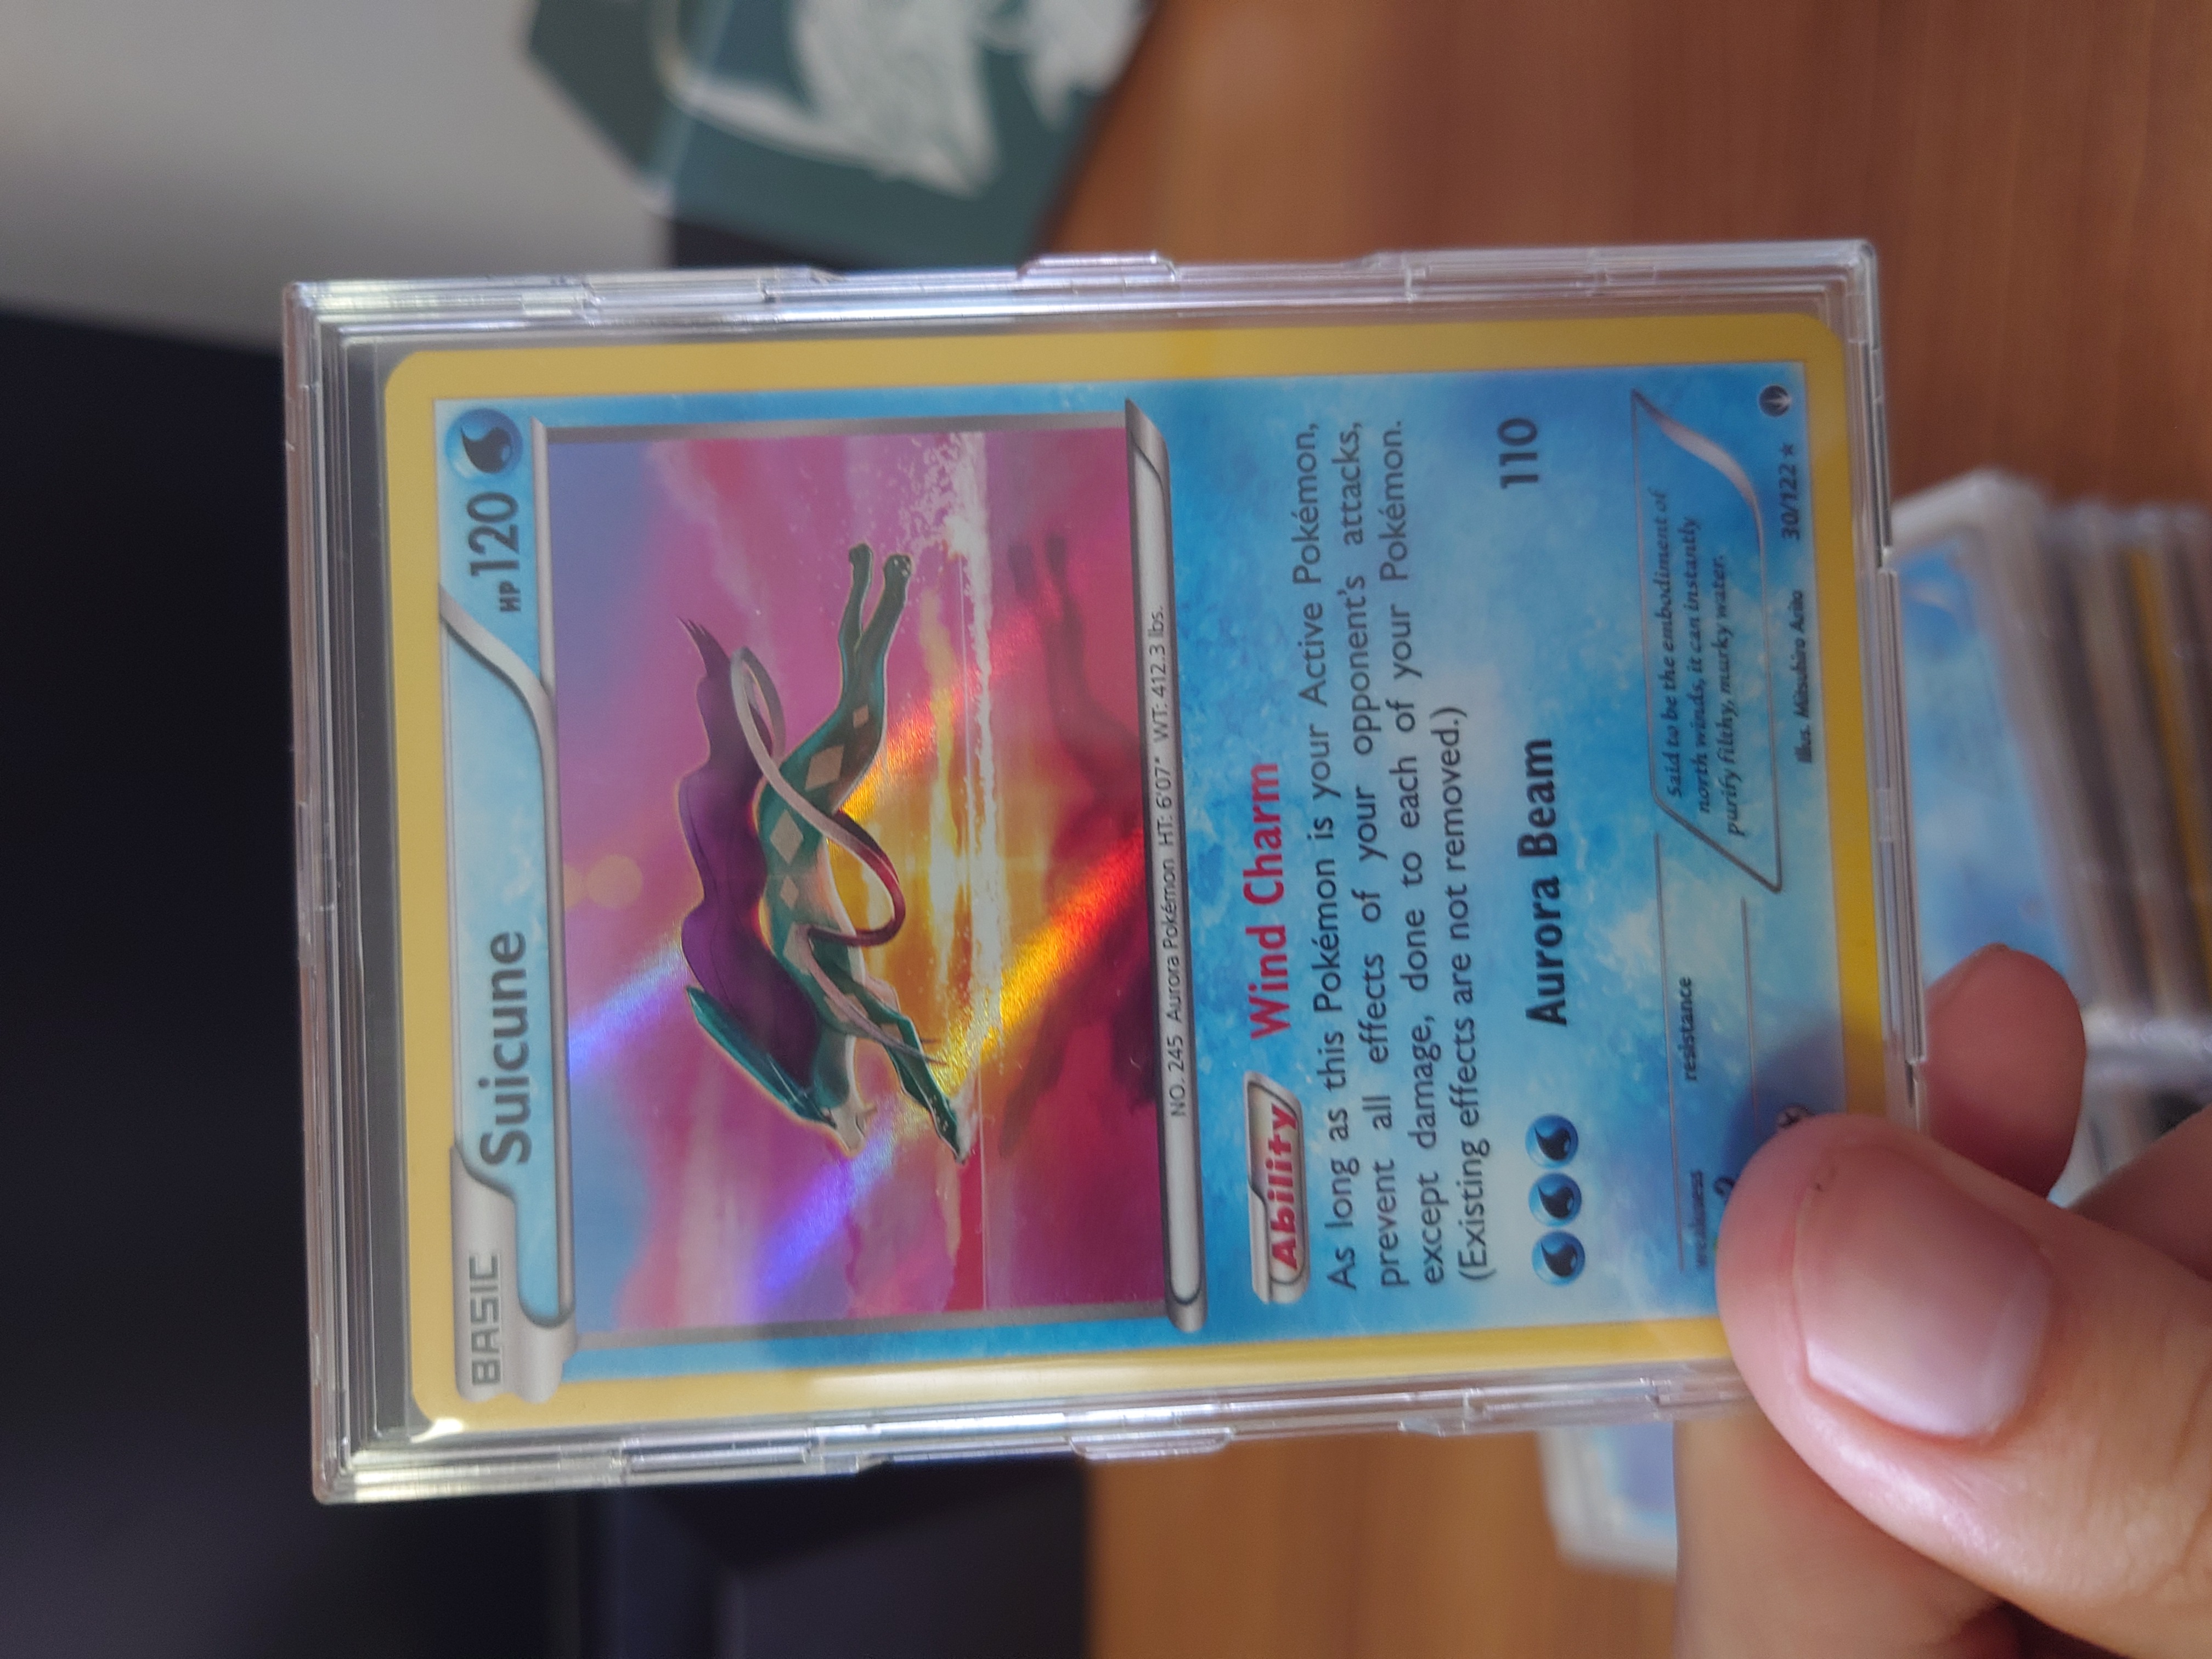 BASIC Suicune HP 120
NO. 245 Aurora Pokémon HT: 6'07" WT: 412.3 lbs.
Ability Wind Charm
As long as this Pokémon is your Active Pokémon,
prevent all effects of your opponent's attacks,
except damage, done to each of your Pokémon.
(Existing effects are not removed.)
Aurora Beam 110
weakness resistance
Said to be the embodiment of
north winds, it can instantly
purify filthy, murky water.
Illus. Mitsuhiro Arita 30/122